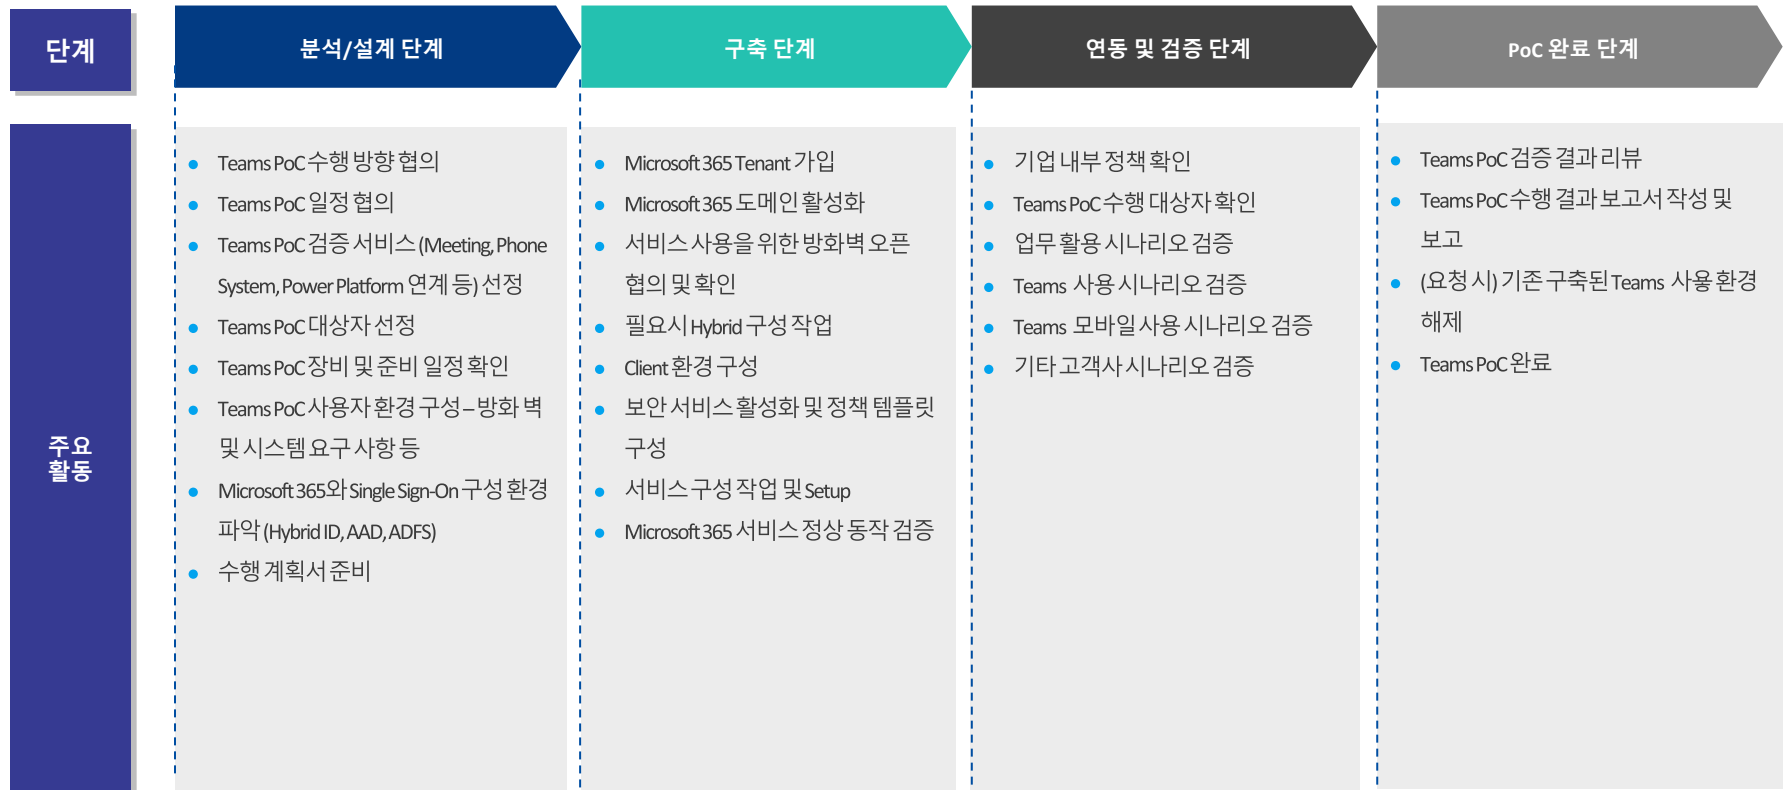 단계
분석/설계 단계
구축 단계
연동 및 검증 단계
PoC 완료 단계
주요
활동
Teams PoC 수행 방향 협의
Teams PoC 일정 협의
Teams PoC 검증 서비스 (Meeting, Phone
System, Power Platform 연계 등) 선정
Teams PoC 대상자 선정
Teams PoC 장비 및 준비 일정 확인
Teams PoC 사용자 환경 구성 – 방화 벽
및 시스템 요구 사항 등
Microsoft 365와 Single Sign-On 구성 환경
파악 (Hybrid ID, AAD, ADFS)
수행 계획서 준비
Microsoft 365 Tenant 가입
Microsoft 365 도메인 활성화
서비스 사용을 위한 방화벽 오픈
협의 및 확인
필요시 Hybrid 구성 작업
Client 환경 구성
보안 서비스 활성화 및 정책 템플릿
구성
서비스 구성 작업 및 Setup
Microsoft 365 서비스 정상 동작 검증
기업 내부 정책 확인
Teams PoC 수행 대상자 확인
업무 활용 시나리오 검증
Teams 사용 시나리오 검증
Teams 모바일 사용 시나리오 검증
기타 고객사 시나리오 검증
Teams PoC 검증 결과 리뷰
Teams PoC 수행 결과 보고서 작성 및
보고
(요청 시) 기존 구축된 Teams 사욯 환경
해제
Teams PoC 완료